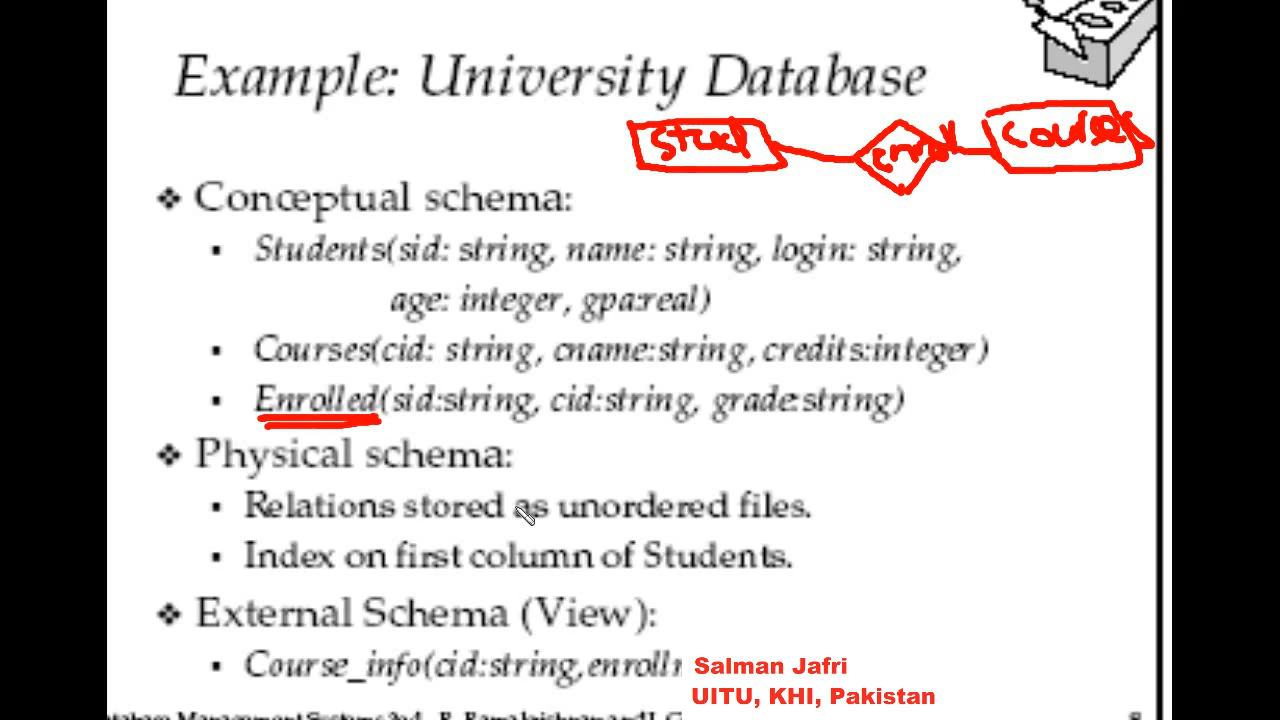 Example: University Database
Stud Enroll Courses
❖ Conceptual schema:
▪ Students(sid: string, name: string, login: string,
age: integer, gpa:real)
▪ Courses(cid: string, cname:string, credits:integer)
▪ Enrolled(sid:string, cid:string, grade:string)
❖ Physical schema:
▪ Relations stored as unordered files.
▪ Index on first column of Students.
❖ External Schema (View):
▪ Course_info(cid:string,enroll
Salman Jafri
UITU, KHI, Pakistan
Management Systems